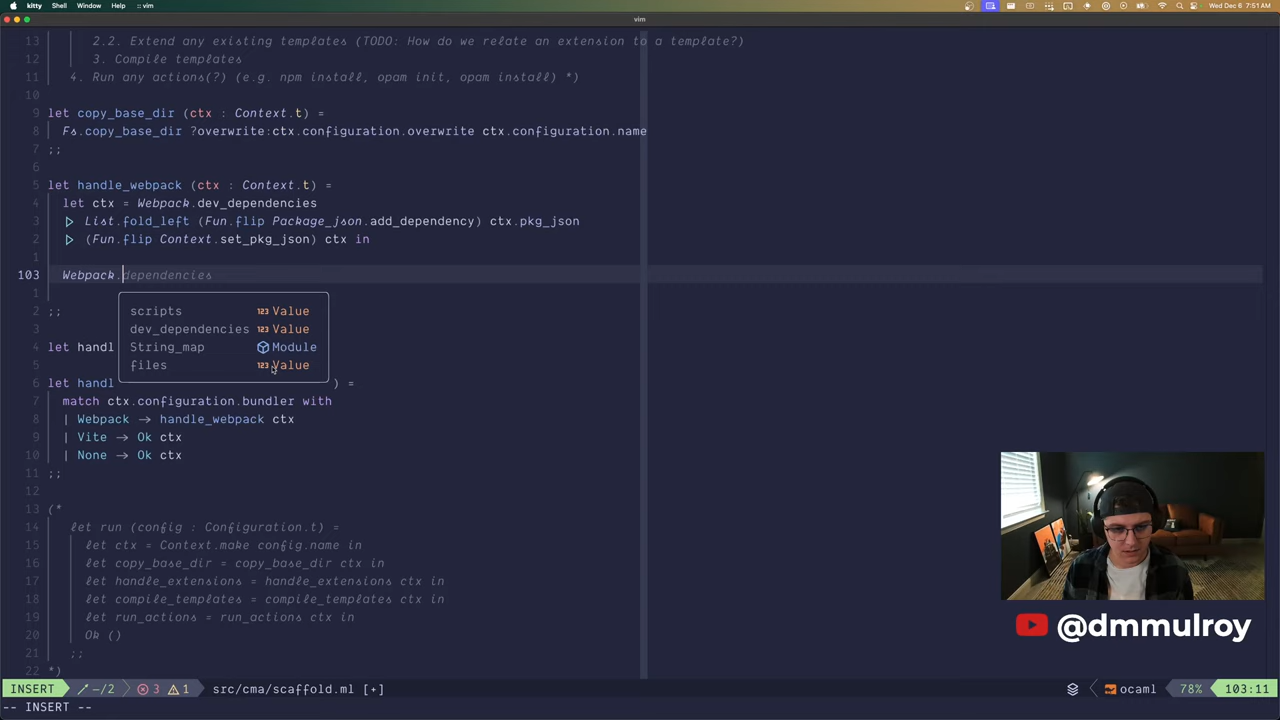 kitty Shell Window Help :: vim Wed Dec 6 7:51 AM
vim
13 2.2. Extend any existing templates (TODO: How do we relate an extension to a template?)
12 3. Compile templates
11 4. Run any actions(?) (e.g. npm install, opam init, opam install) *)
10
9 let copy_base_dir (ctx : Context.t) =
8 Fs.copy_base_dir ?overwrite:ctx.configuration.overwrite ctx.configuration.name
7 ;;
6
5 let handle_webpack (ctx : Context.t) =
4 let ctx = Webpack.dev_dependencies
3 |> List.fold_left (Fun.flip Package_json.add_dependency) ctx.pkg_json
2 |> (Fun.flip Context.set_pkg_json) ctx in
1
103 Webpack.dependencies
1
scripts 123 Value
2 ;;
3 dev_dependencies 123 Value
4 let handl String_map Module
5 files 123 Value
6 let handl ) =
7 match ctx.configuration.bundler with
8 | Webpack -> handle_webpack ctx
9 | Vite -> Ok ctx
10 | None -> Ok ctx
11 ;;
12
13 (*
14 let run (config : Configuration.t) =
15 let ctx = Context.make config.name in
16 let copy_base_dir = copy_base_dir ctx in
17 let handle_extensions = handle_extensions ctx in
18 let compile_templates = compile_templates ctx in
19 let run_actions = run_actions ctx in
20 Ok ()
21 ;;
22 *)
@dmmulroy
INSERT -/2 3 1 src/cma/scaffold.ml [+] ocaml 78% 103:11
-- INSERT --